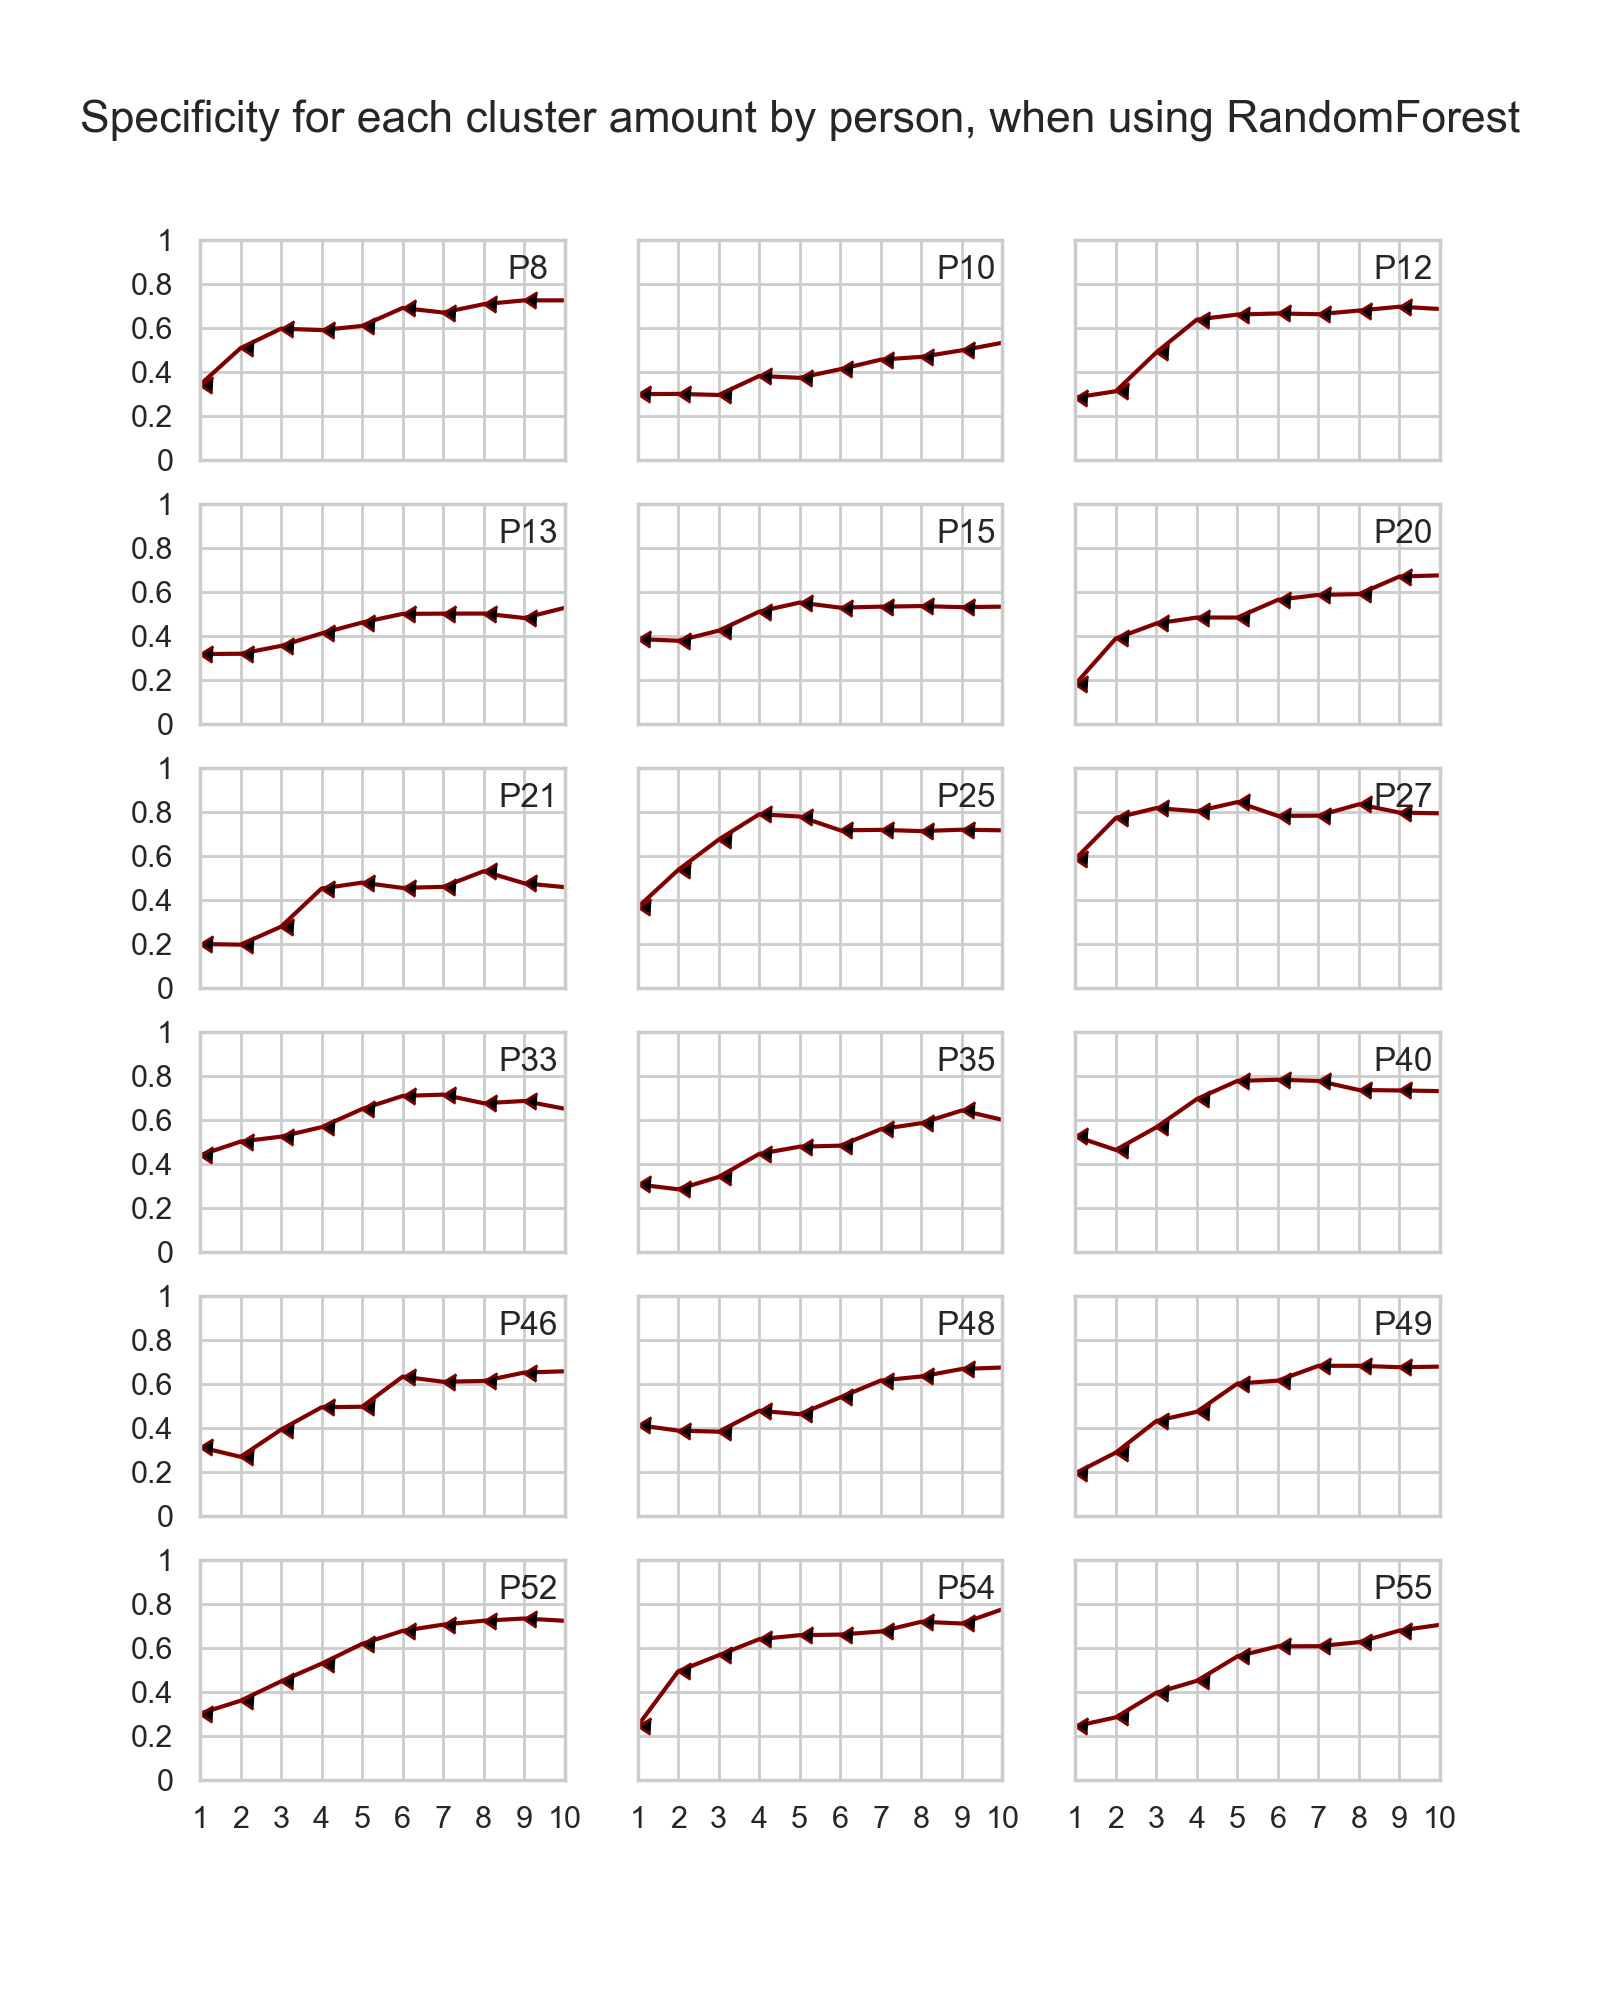 Specificity for each cluster amount by person, when using RandomForest
1
0.8
0.6
0.4
0.2
0
P8
P10
P12
1
0.8
0.6
0.4
0.2
0
P13
P15
P20
1
0.8
0.6
0.4
0.2
0
P21
P25
P27
1
0.8
0.6
0.4
0.2
0
P33
P35
P40
1
0.8
0.6
0.4
0.2
0
P46
P48
P49
1
0.8
0.6
0.4
0.2
0
P52
P54
P55
1 2 3 4 5 6 7 8 9 10
1 2 3 4 5 6 7 8 9 10
1 2 3 4 5 6 7 8 9 10